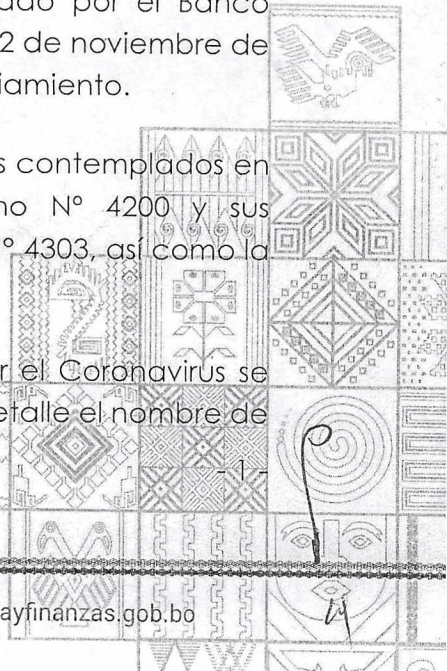 por el Banco
2 de noviembre de
iamiento.
s contemplados en
no N° 4200 y sus
° 4303, así como la
r el Coronavirus se
etalle el nombre de
- 1 -
ayfinanzas.gob.bo